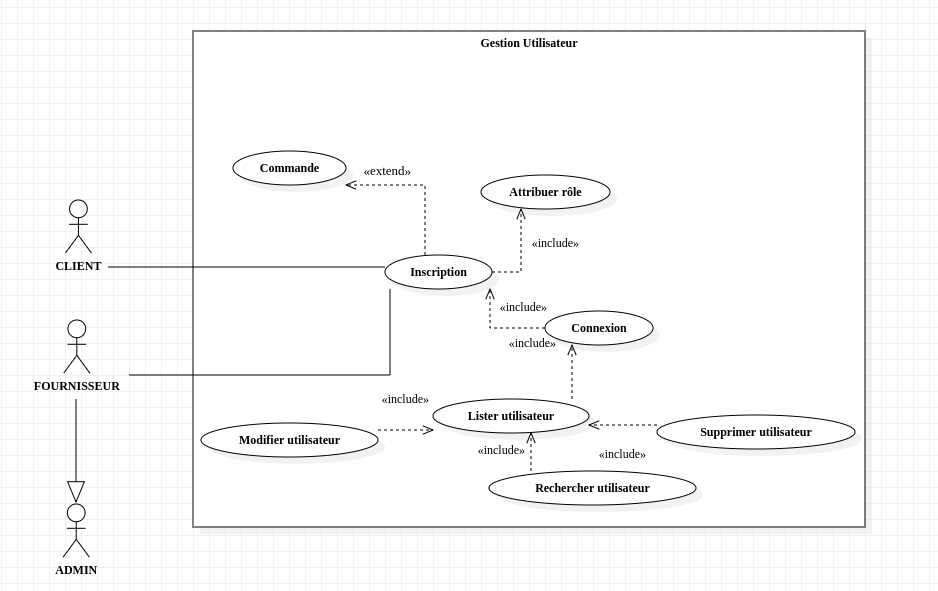 Gestion Utilisateur
Commande
«extend»
Attribuer rôle
«include»
CLIENT
Inscription
«include»
Connexion
«include»
FOURNISSEUR
«include»
Lister utilisateur
Modifier utilisateur
Supprimer utilisateur
«include»
«include»
Rechercher utilisateur
ADMIN